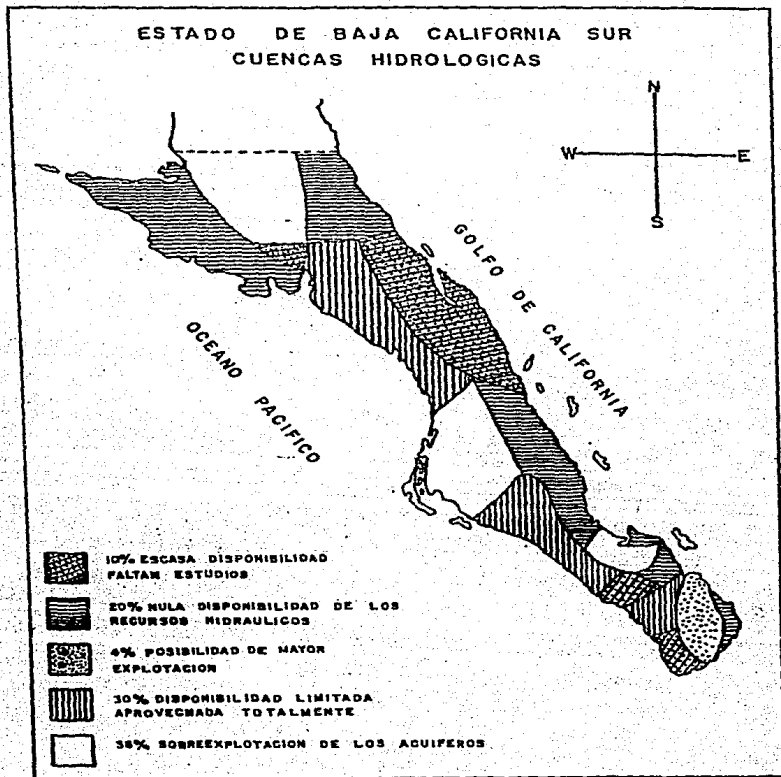 ESTADO DE BAJA CALIFORNIA SUR
CUENCAS HIDROLOGICAS
N
W E
S
GOLFO DE CALIFORNIA
OCEANO PACIFICO
10% ESCASA DISPONIBILIDAD
FALTAN ESTUDIOS
20% NULA DISPONIBILIDAD DE LOS
RECURSOS HIDRAULICOS
4% POSIBILIDAD DE MAYOR
EXPLOTACION
30% DISPONIBILIDAD LIMITADA
APROVECHADA TOTALMENTE
36% SOBREEXPLOTACION DE LOS ACUIFEROS